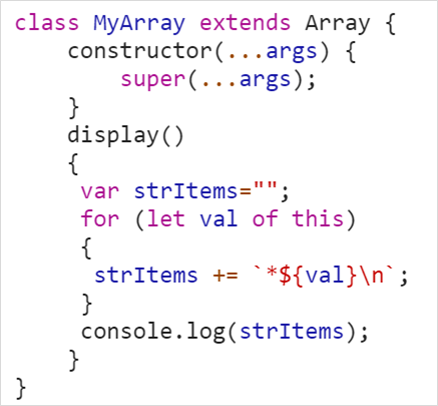 class MyArray extends Array {
    constructor(...args) {
        super(...args);
    }
    display()
    {
     var strItems="";
     for (let val of this)
     {
      strItems += `*${val}\n`;
     }
     console.log(strItems);
    }
}